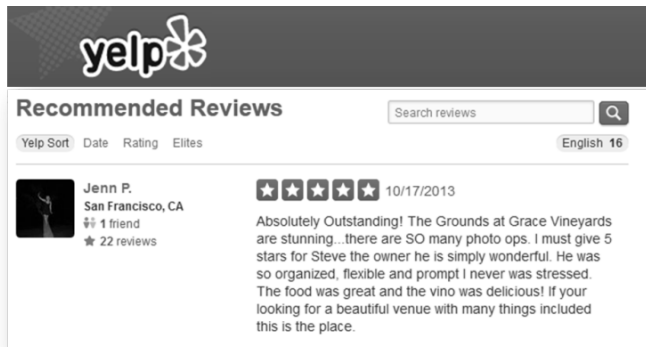 yelp
Recommended Reviews
Search reviews
Yelp Sort Date Rating Elites
English 16
Jenn P.
San Francisco, CA
1 friend
22 reviews
10/17/2013
Absolutely Outstanding! The Grounds at Grace Vineyards
are stunning...there are SO many photo ops. I must give 5
stars for Steve the owner he is simply wonderful. He was
so organized, flexible and prompt I never was stressed.
The food was great and the vino was delicious! If your
looking for a beautiful venue with many things included
this is the place.